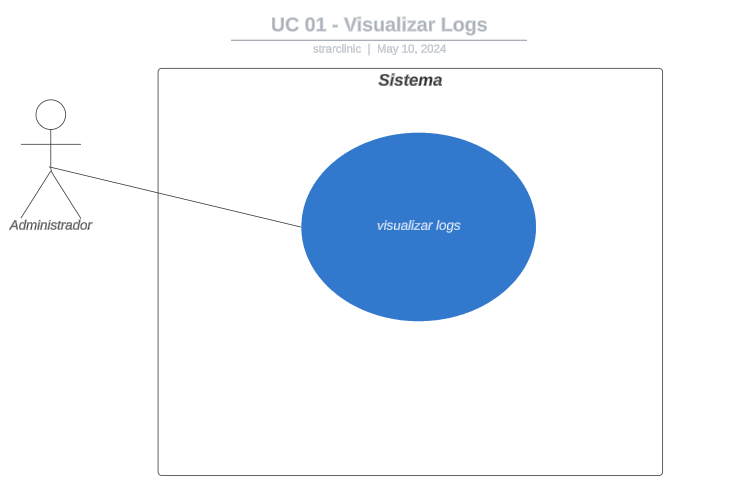 UC 01 - Visualizar Logs
strarclinic | May 10, 2024
Sistema
Administrador
visualizar logs